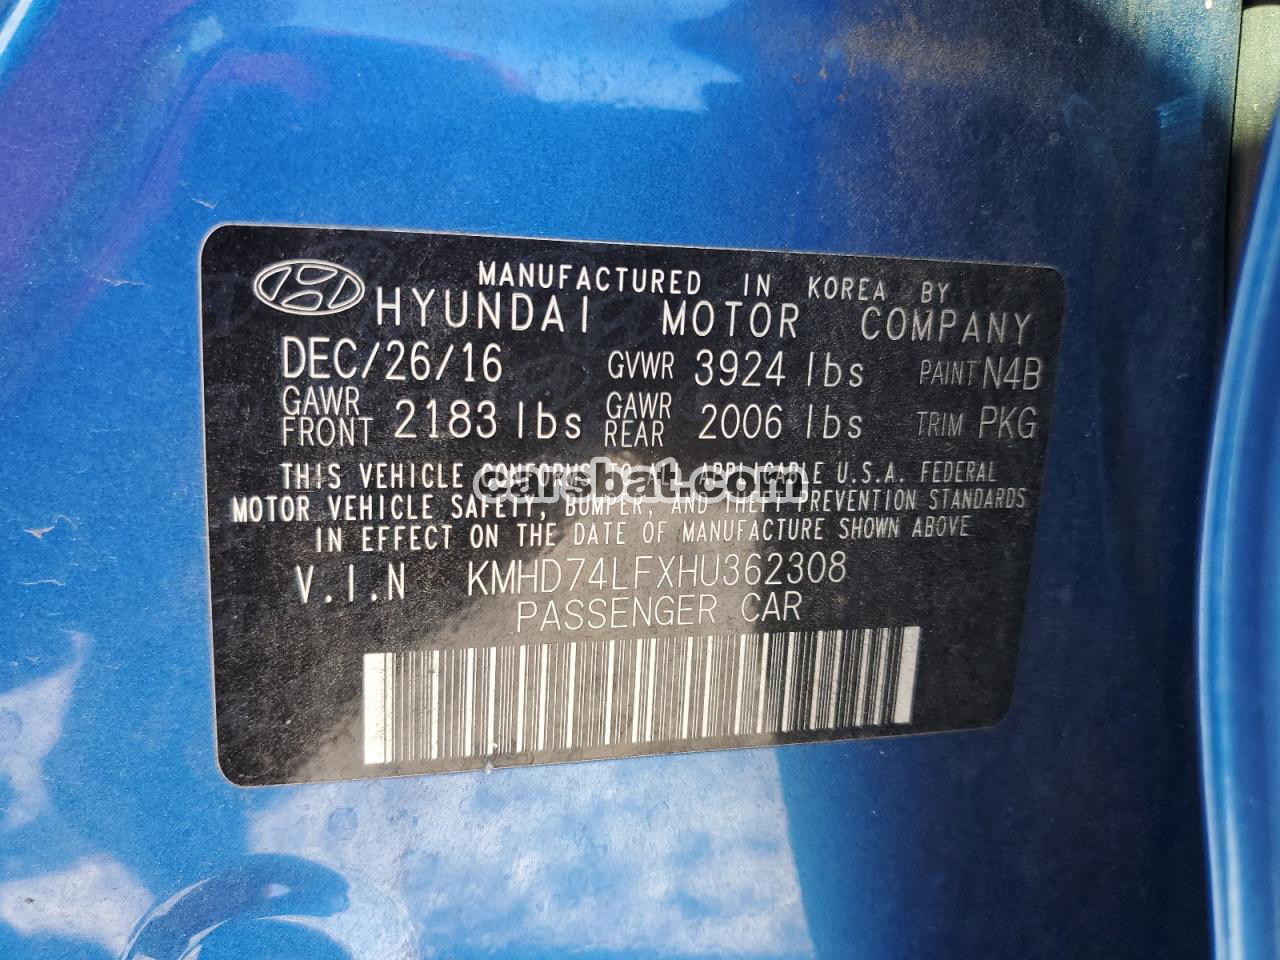 MANUFACTURED IN KOREA BY
HYUNDAI MOTOR COMPANY
DEC/26/16 GVWR 3924 lbs PAINT N4B
GAWR FRONT 2183 lbs GAWR REAR 2006 lbs TRIM PKG
THIS VEHICLE CONFORMS TO ALL APPLICABLE U.S.A. FEDERAL
carsbat.com
MOTOR VEHICLE SAFETY, BUMPER, AND THEFT PREVENTION STANDARDS
IN EFFECT ON THE DATE OF MANUFACTURE SHOWN ABOVE
V.I.N KMHD74LFXHU362308
PASSENGER CAR